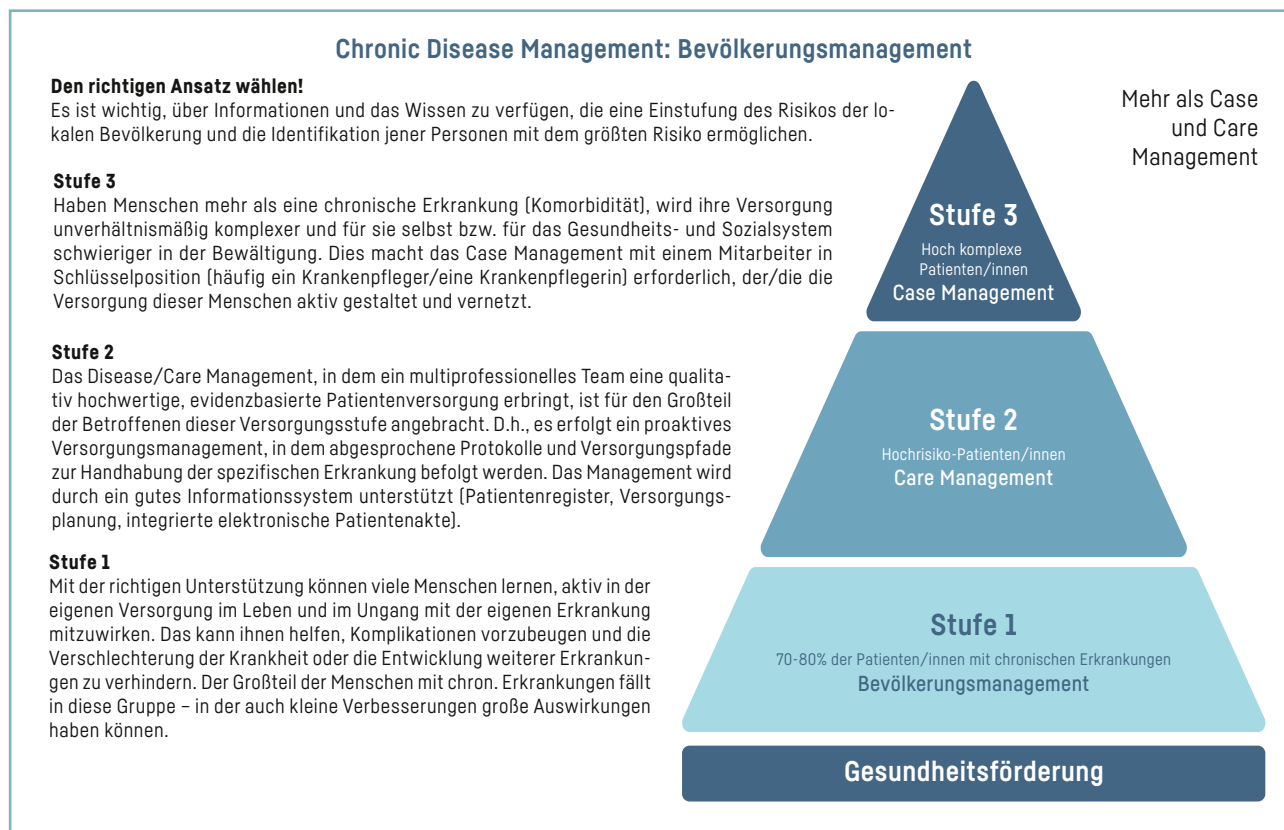 Chronic Disease Management: Bevölkerungsmanagement
Den richtigen Ansatz wählen!
Es ist wichtig, über Informationen und das Wissen zu verfügen, die eine Einstufung des Risikos der lo-
kalen Bevölkerung und die Identifikation jener Personen mit dem größten Risiko ermöglichen.
Mehr als Case
und Care
Management
Stufe 3
Haben Menschen mehr als eine chronische Erkrankung (Komorbidität), wird ihre Versorgung
unverhältnismäßig komplexer und für sie selbst bzw. für das Gesundheits- und Sozialsystem
schwieriger in der Bewältigung. Dies macht das Case Management mit einem Mitarbeiter in
Schlüsselposition (häufig ein Krankenpfleger/eine Krankenpflegerin) erforderlich, der/die die
Versorgung dieser Menschen aktiv gestaltet und vernetzt.
Stufe 3
Hoch komplexe
Patienten/innen
Case Management
Stufe 2
Das Disease/Care Management, in dem ein multiprofessionelles Team eine qualita-
tiv hochwertige, evidenzbasierte Patientenversorgung erbringt, ist für den Großteil
der Betroffenen dieser Versorgungsstufe angebracht. D.h., es erfolgt ein proaktives
Versorgungsmanagement, in dem abgesprochene Protokolle und Versorgungspfade
zur Handhabung der spezifischen Erkrankung befolgt werden. Das Management wird
durch ein gutes Informationssystem unterstützt (Patientenregister, Versorgungs-
planung, integrierte elektronische Patientenakte).
Stufe 2
Hochrisiko-Patienten/innen
Care Management
Stufe 1
Mit der richtigen Unterstützung können viele Menschen lernen, aktiv in der
eigenen Versorgung im Leben und im Ungang mit der eigenen Erkrankung
mitzuwirken. Das kann ihnen helfen, Komplikationen vorzubeugen und die
Verschlechterung der Krankheit oder die Entwicklung weiterer Erkrankun-
gen zu verhindern. Der Großteil der Menschen mit chron. Erkrankungen fällt
in diese Gruppe – in der auch kleine Verbesserungen große Auswirkungen
haben können.
Stufe 1
70-80% der Patienten/innen mit chronischen Erkrankungen
Bevölkerungsmanagement
Gesundheitsförderung